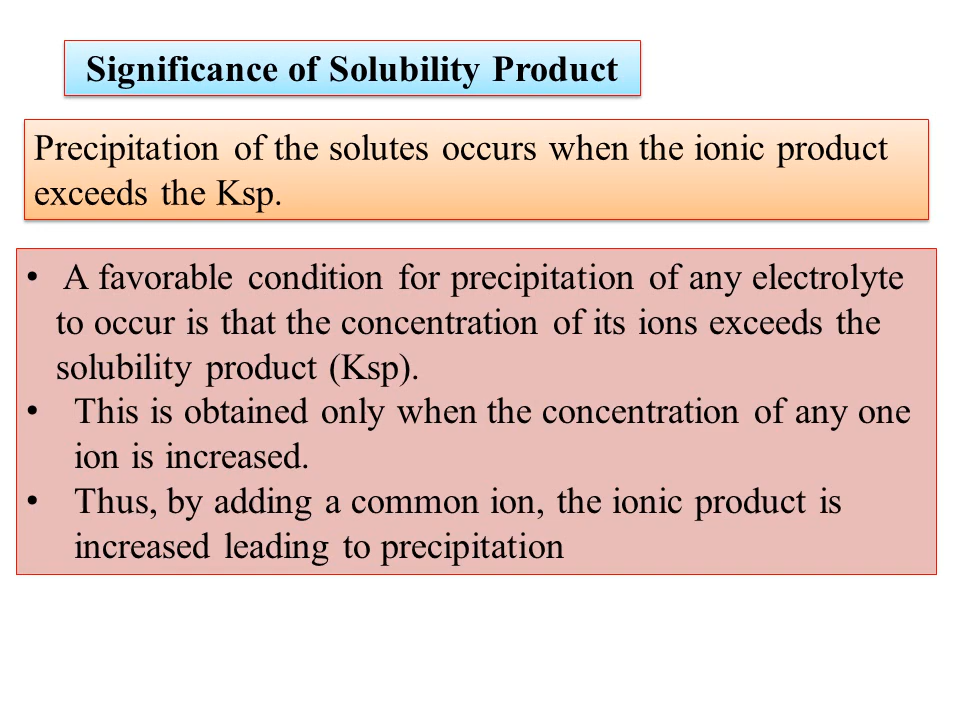 Significance of Solubility Product
Precipitation of the solutes occurs when the ionic product
exceeds the Ksp.
• A favorable condition for precipitation of any electrolyte
to occur is that the concentration of its ions exceeds the
solubility product (Ksp).
• This is obtained only when the concentration of any one
ion is increased.
• Thus, by adding a common ion, the ionic product is
increased leading to precipitation